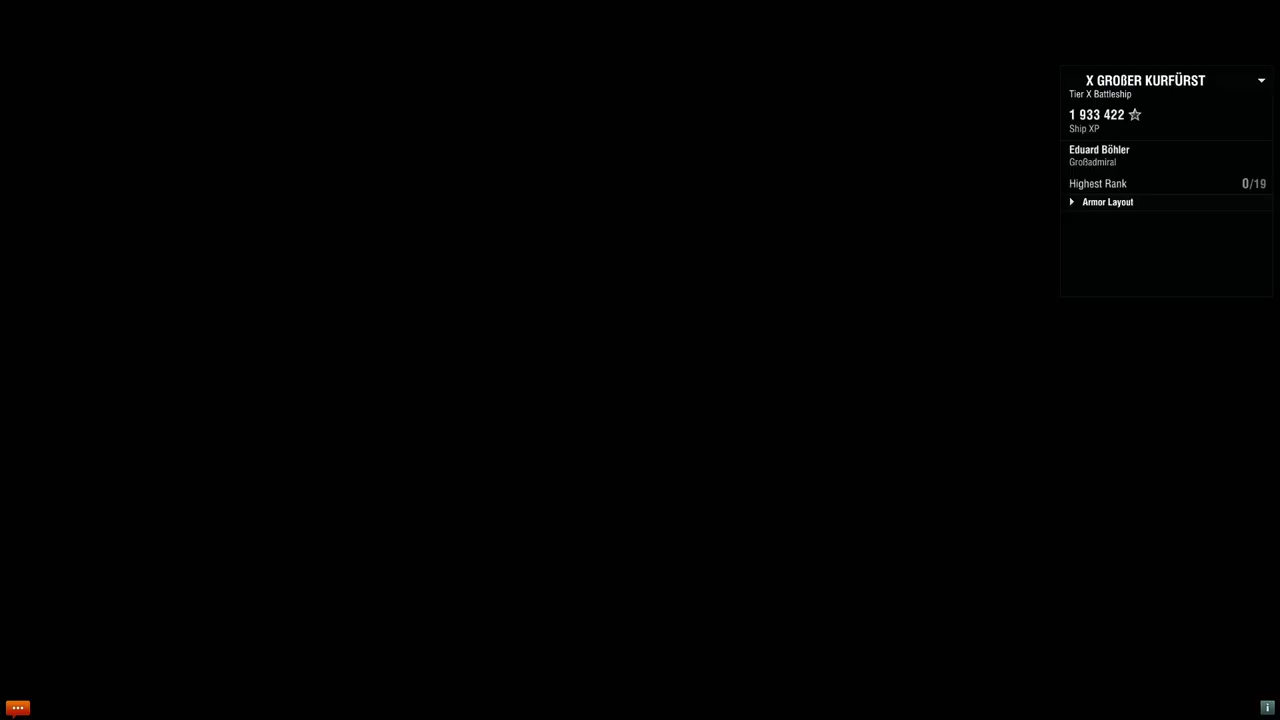 X GROßER KURFÜRST
Tier X Battleship
1 933 422
Ship XP
Eduard Böhler
Großadmiral
Highest Rank 0/19
Armor Layout
i